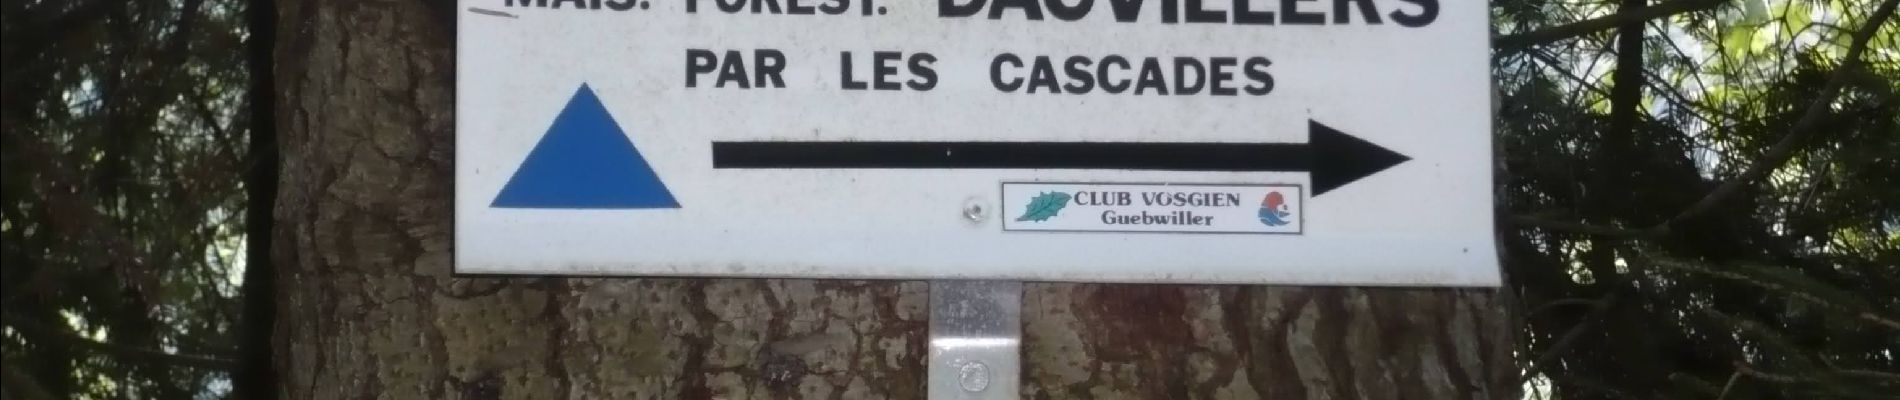 MAIS. FOREST. DAUVILLERS
PAR LES CASCADES
CLUB VOSGIEN
Guebwiller